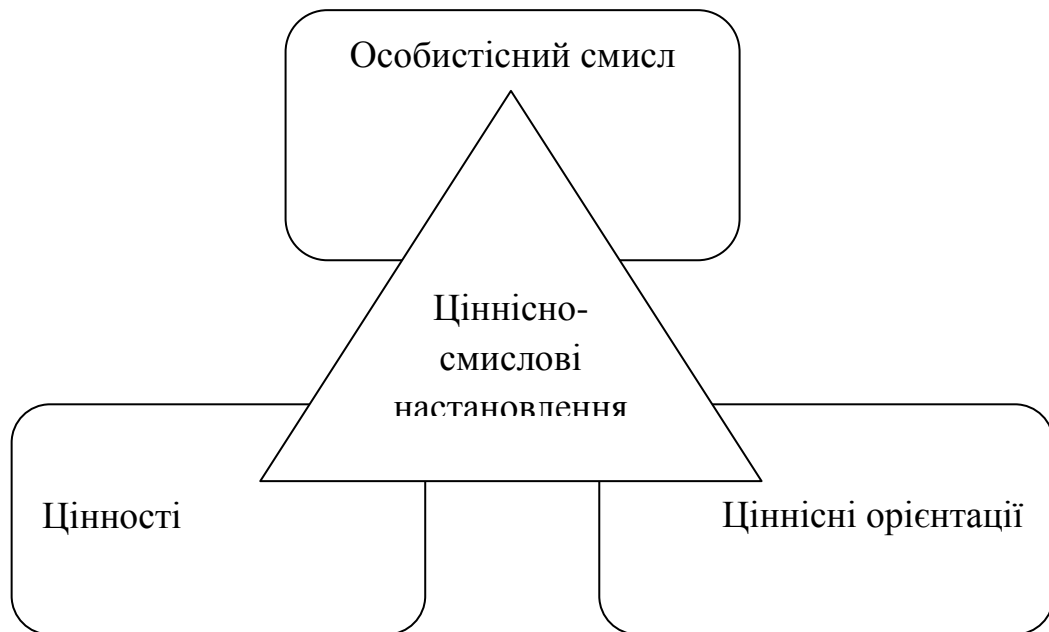 Особистісний смисл
Ціннісно-
смислові
настановлення
Цінності
Ціннісні орієнтації